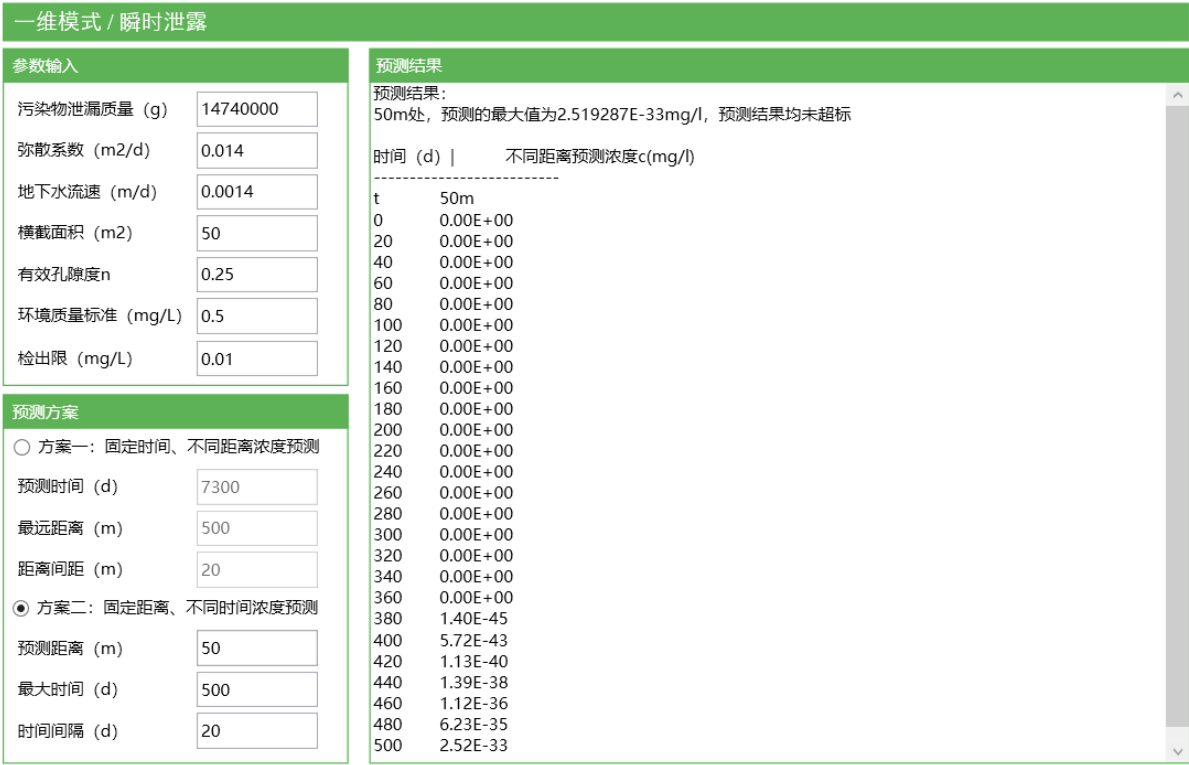 一维模式 / 瞬时泄露
参数输入
污染物泄漏质量（g） 14740000
弥散系数（m2/d） 0.014
地下水流速（m/d） 0.0014
横截面积（m2） 50
有效孔隙度n 0.25
环境质量标准（mg/L） 0.5
检出限（mg/L） 0.01
预测方案
方案一：固定时间、不同距离浓度预测
预测时间（d） 7300
最远距离（m） 500
距离间距（m） 20
方案二：固定距离、不同时间浓度预测
预测距离（m） 50
最大时间（d） 500
时间间隔（d） 20
预测结果
预测结果：
50m处，预测的最大值为2.519287E-33mg/l，预测结果均未超标
时间（d）| 不同距离预测浓度c(mg/l)
--------------------------
t 50m
0 0.00E+00
20 0.00E+00
40 0.00E+00
60 0.00E+00
80 0.00E+00
100 0.00E+00
120 0.00E+00
140 0.00E+00
160 0.00E+00
180 0.00E+00
200 0.00E+00
220 0.00E+00
240 0.00E+00
260 0.00E+00
280 0.00E+00
300 0.00E+00
320 0.00E+00
340 0.00E+00
360 0.00E+00
380 1.40E-45
400 5.72E-43
420 1.13E-40
440 1.39E-38
460 1.12E-36
480 6.23E-35
500 2.52E-33